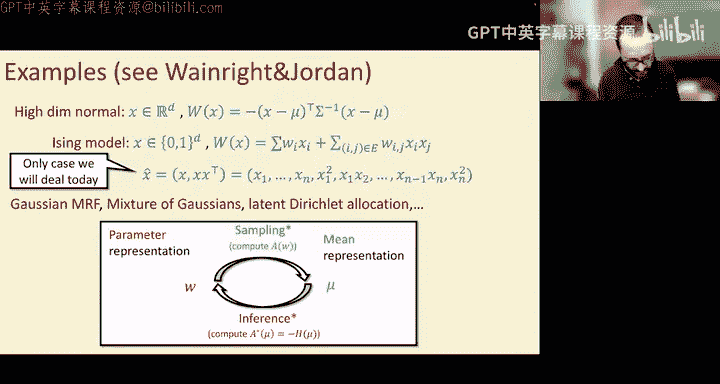 GPT中英字幕课程资源@bilibili.com
GPT中英字幕课程资源 bilibili
Examples (see Wainright&Jordan)
High dim normal: x ∈ ℝ^d , W(x) = −(x − μ)^⊤Σ^{−1}(x − μ)
Ising model: x ∈ {0,1}^d , W(x) = ∑w_i x_i + ∑_{(i,j)∈E} w_{i,j}x_i x_j
Only case we
will deal today
x̂ = (x, xx^⊤) = (x_1, … , x_n, x_1^2, x_1x_2, … , x_{n−1}x_n, x_n^2)
Gaussian MRF, Mixture of Gaussians, latent Dirichlet allocation,…
Parameter
representation
Sampling*
(compute A(w))
Mean
representation
w
μ
Inference*
(compute A*(μ) = −H(μ))